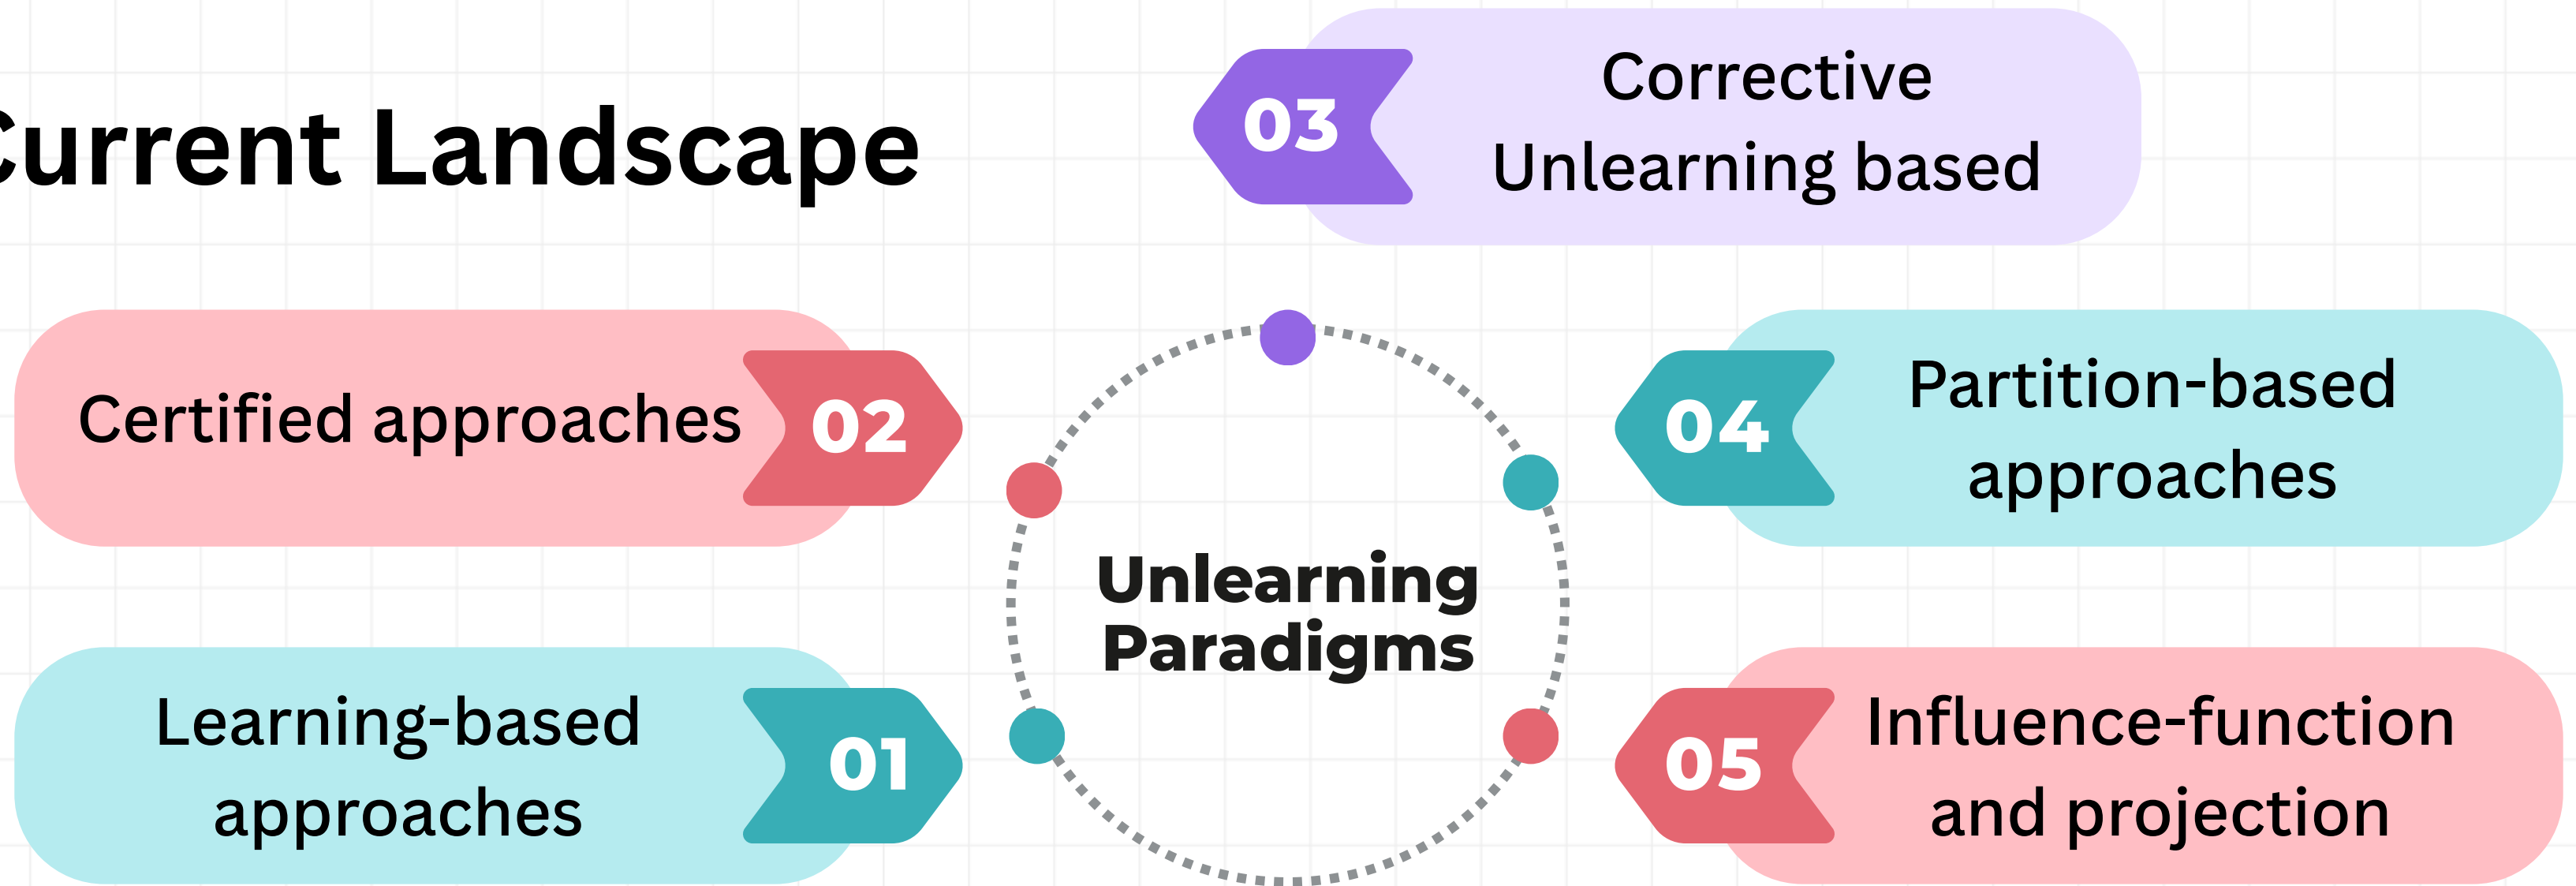 Current Landscape
03
Corrective
Unlearning based
Certified approaches
02
04
Partition-based
approaches
Unlearning
Paradigms
Learning-based
approaches
01
05
Influence-function
and projection